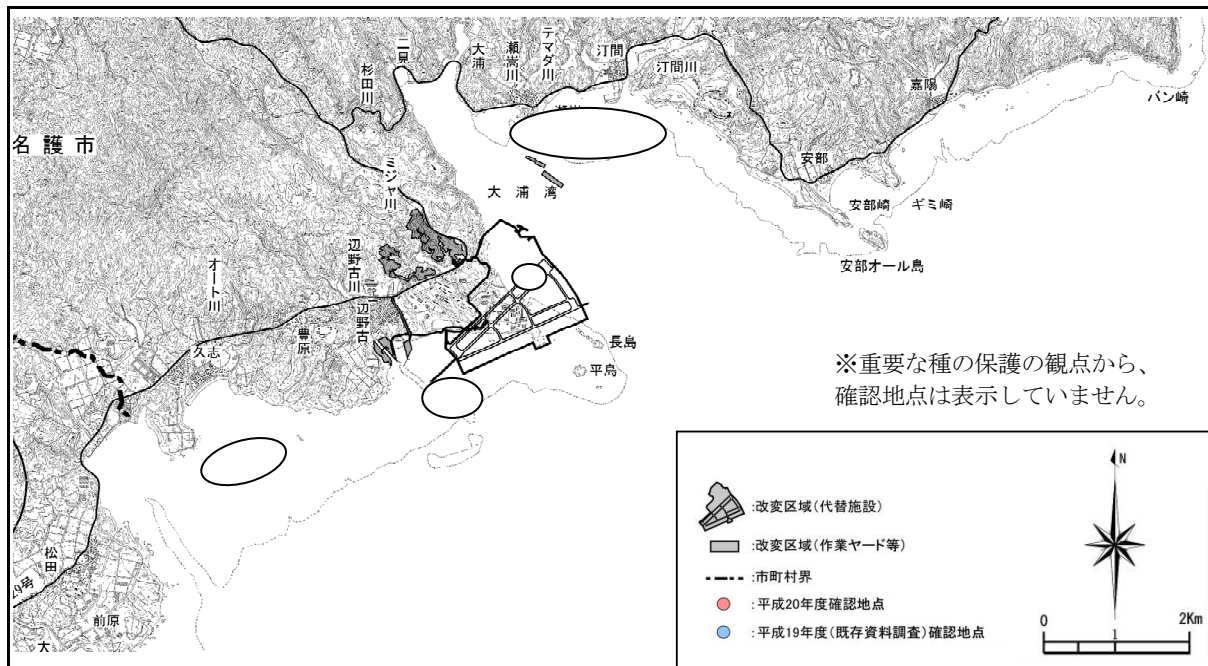 名護市
杉田川
二見
大浦
瀬嵩川
テマダ川
汀間
汀間川
嘉陽
バン崎
安部
安部崎
ギミ崎
安部オール島
大浦湾
ミジャ川
辺野古川
辺野古
オート川
豊原
久志
長島
平島
松田
前原
大
29号
※重要な種の保護の観点から、
確認地点は表示していません。
:改変区域(代替施設)
:改変区域(作業ヤード等)
:市町村界
:平成20年度確認地点
:平成19年度(既存資料調査)確認地点
N
0 1 2Km